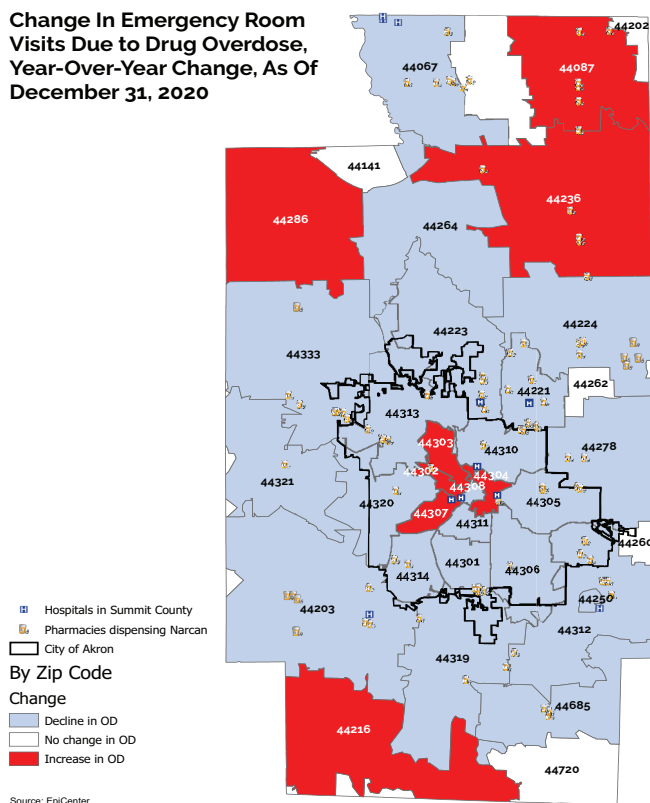 Change In Emergency Room
Visits Due to Drug Overdose,
Year-Over-Year Change, As Of
December 31, 2020
44202
44067
44087
44141
44236
44286
44264
44223
44224
44333
44262
44221
44313
44303
44310
44278
44302
44304
44321
44308
44320
44305
44307
44311
44260
44301
44306
44314
44250
44203
44312
44319
44685
44216
44720
H Hospitals in Summit County
Pharmacies dispensing Narcan
City of Akron
By Zip Code
Change
Decline in OD
No change in OD
Increase in OD
Source: EpiCenter